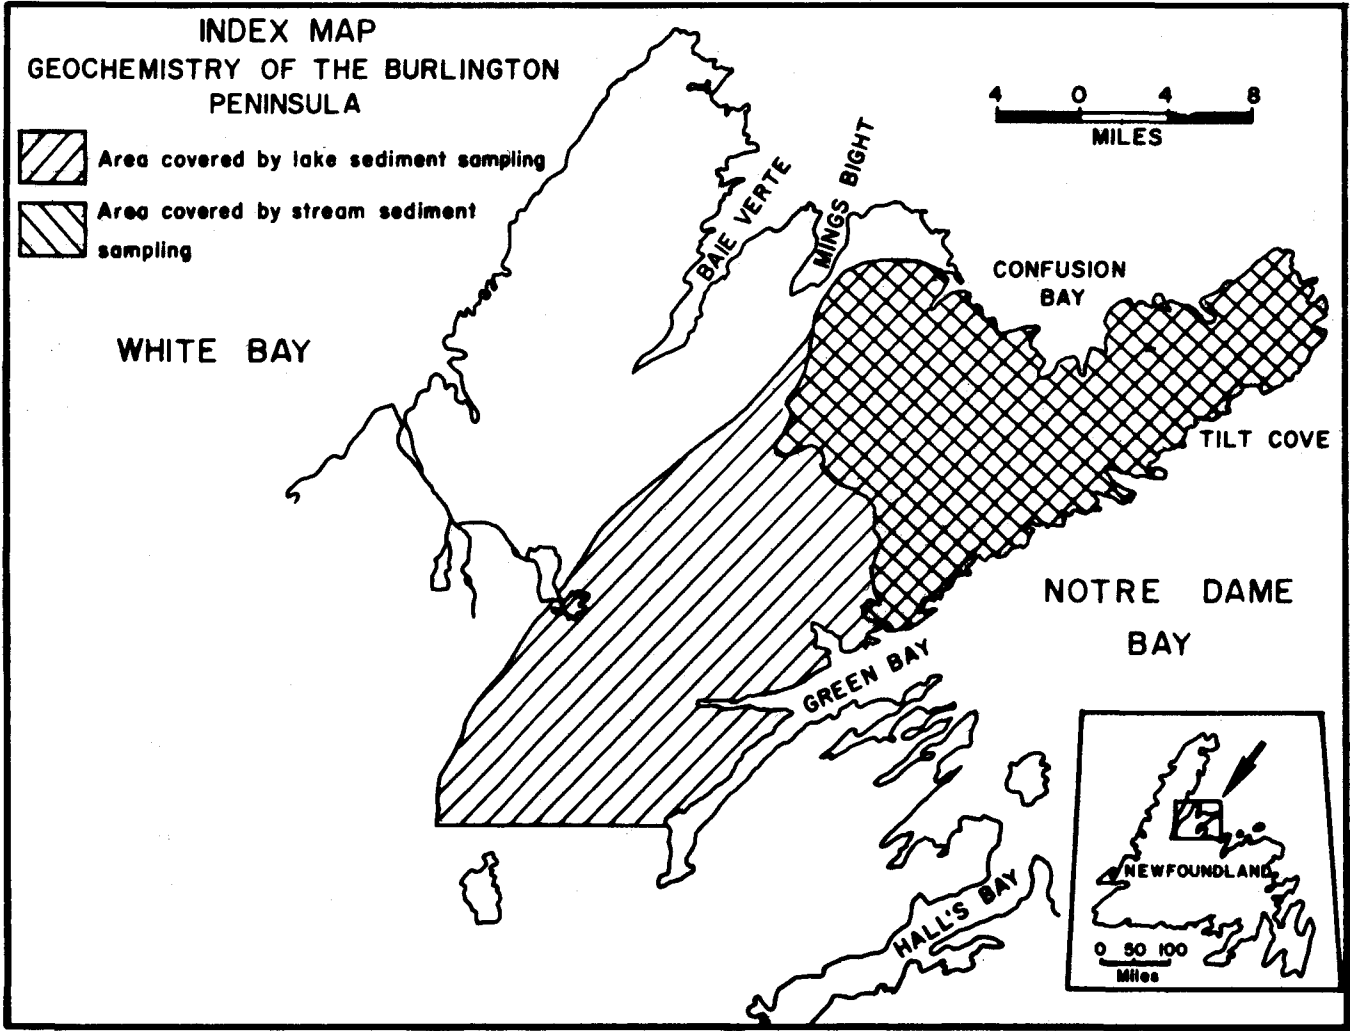 INDEX MAP
GEOCHEMISTRY OF THE BURLINGTON
PENINSULA
Area covered by lake sediment sampling
Area covered by stream sediment
sampling
4 0 4 8
MILES
BAIE VERTE
MINGS BIGHT
CONFUSION
BAY
WHITE BAY
TILT COVE
NOTRE DAME
BAY
GREEN BAY
HALL'S BAY
NEWFOUNDLAND
0 50 100
Miles